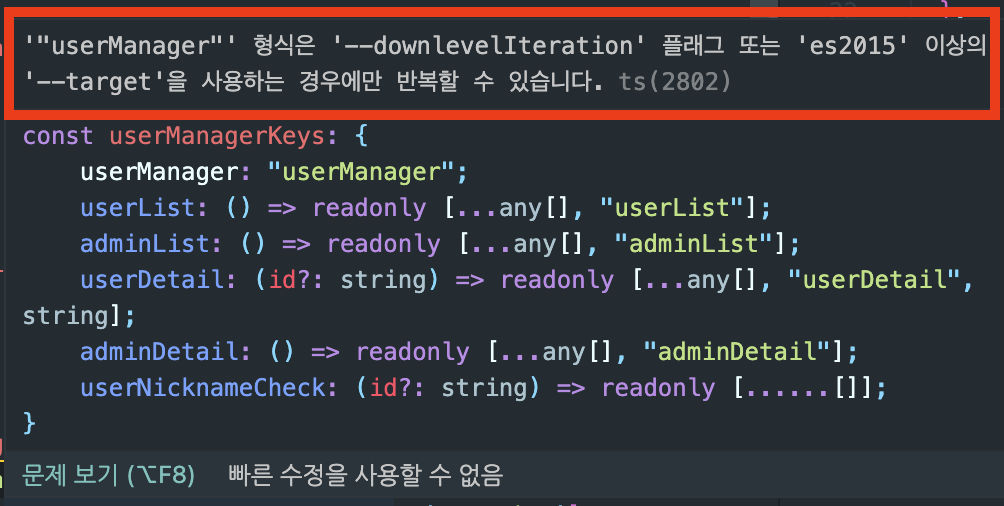 '"userManager"' 형식은 '--downlevelIteration' 플래그 또는 'es2015' 이상의
'--target'을 사용하는 경우에만 반복할 수 있습니다. ts(2802)
const userManagerKeys: {
    userManager: "userManager";
    userList: () => readonly [...any[], "userList"];
    adminList: () => readonly [...any[], "adminList"];
    userDetail: (id?: string) => readonly [...any[], "userDetail",
string];
    adminDetail: () => readonly [...any[], "adminDetail"];
    userNicknameCheck: (id?: string) => readonly [......[]];
}
문제 보기 (⌥F8) 빠른 수정을 사용할 수 없음